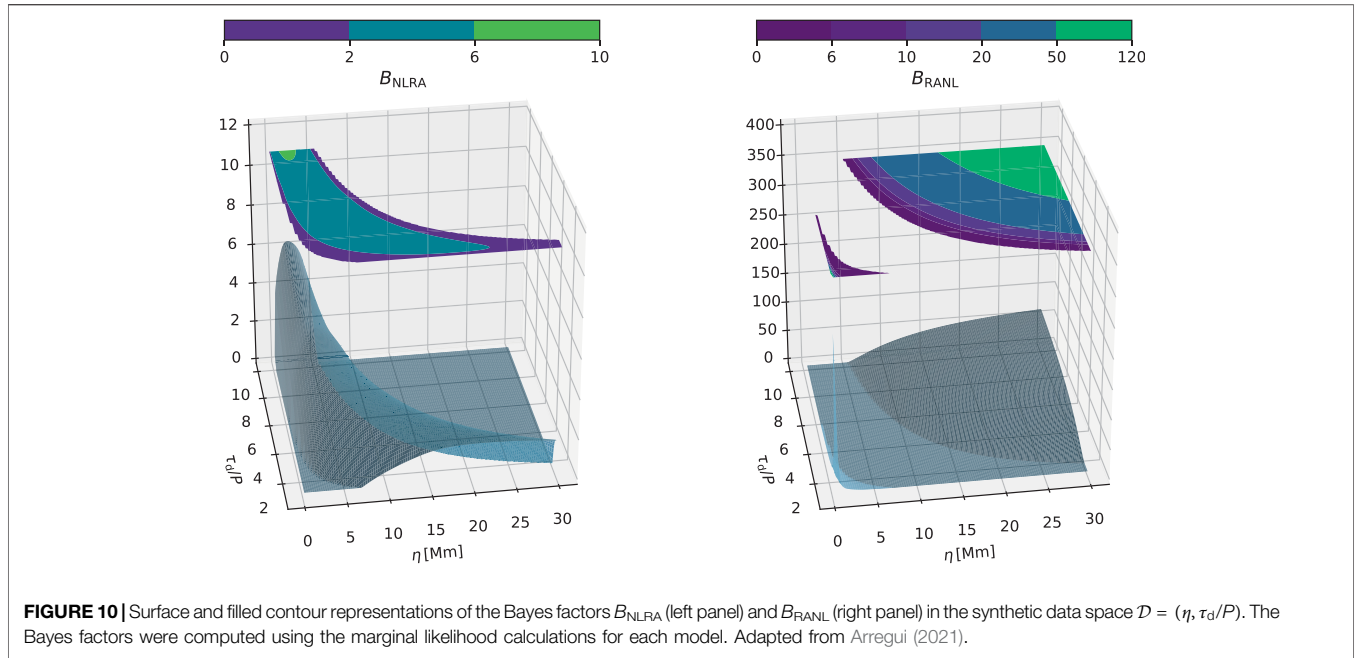 0 2 6 10
B_NLRA
0 6 10 20 50 120
B_RANL
12
10
8
6
4
2
0
10
8
6
4
2
τ_d/P
0 5 10 15 20 25 30
η [Mm]
400
350
300
250
200
150
100
50
0
10
8
6
4
2
τ_d/P
0 5 10 15 20 25 30
η [Mm]
FIGURE 10 | Surface and filled contour representations of the Bayes factors B_NLRA (left panel) and B_RANL (right panel) in the synthetic data space 𝒟 = (η, τ_d/P). The
Bayes factors were computed using the marginal likelihood calculations for each model. Adapted from Arregui (2021).